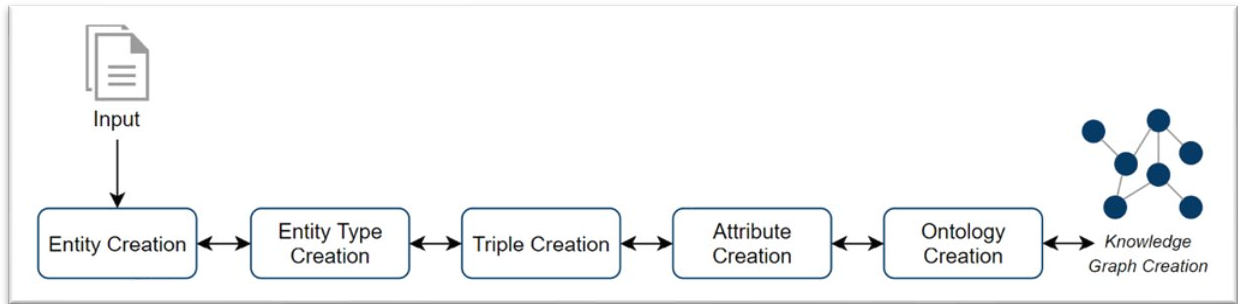 Input
Entity Creation
Entity Type
Creation
Triple Creation
Attribute
Creation
Ontology
Creation
Knowledge
Graph Creation